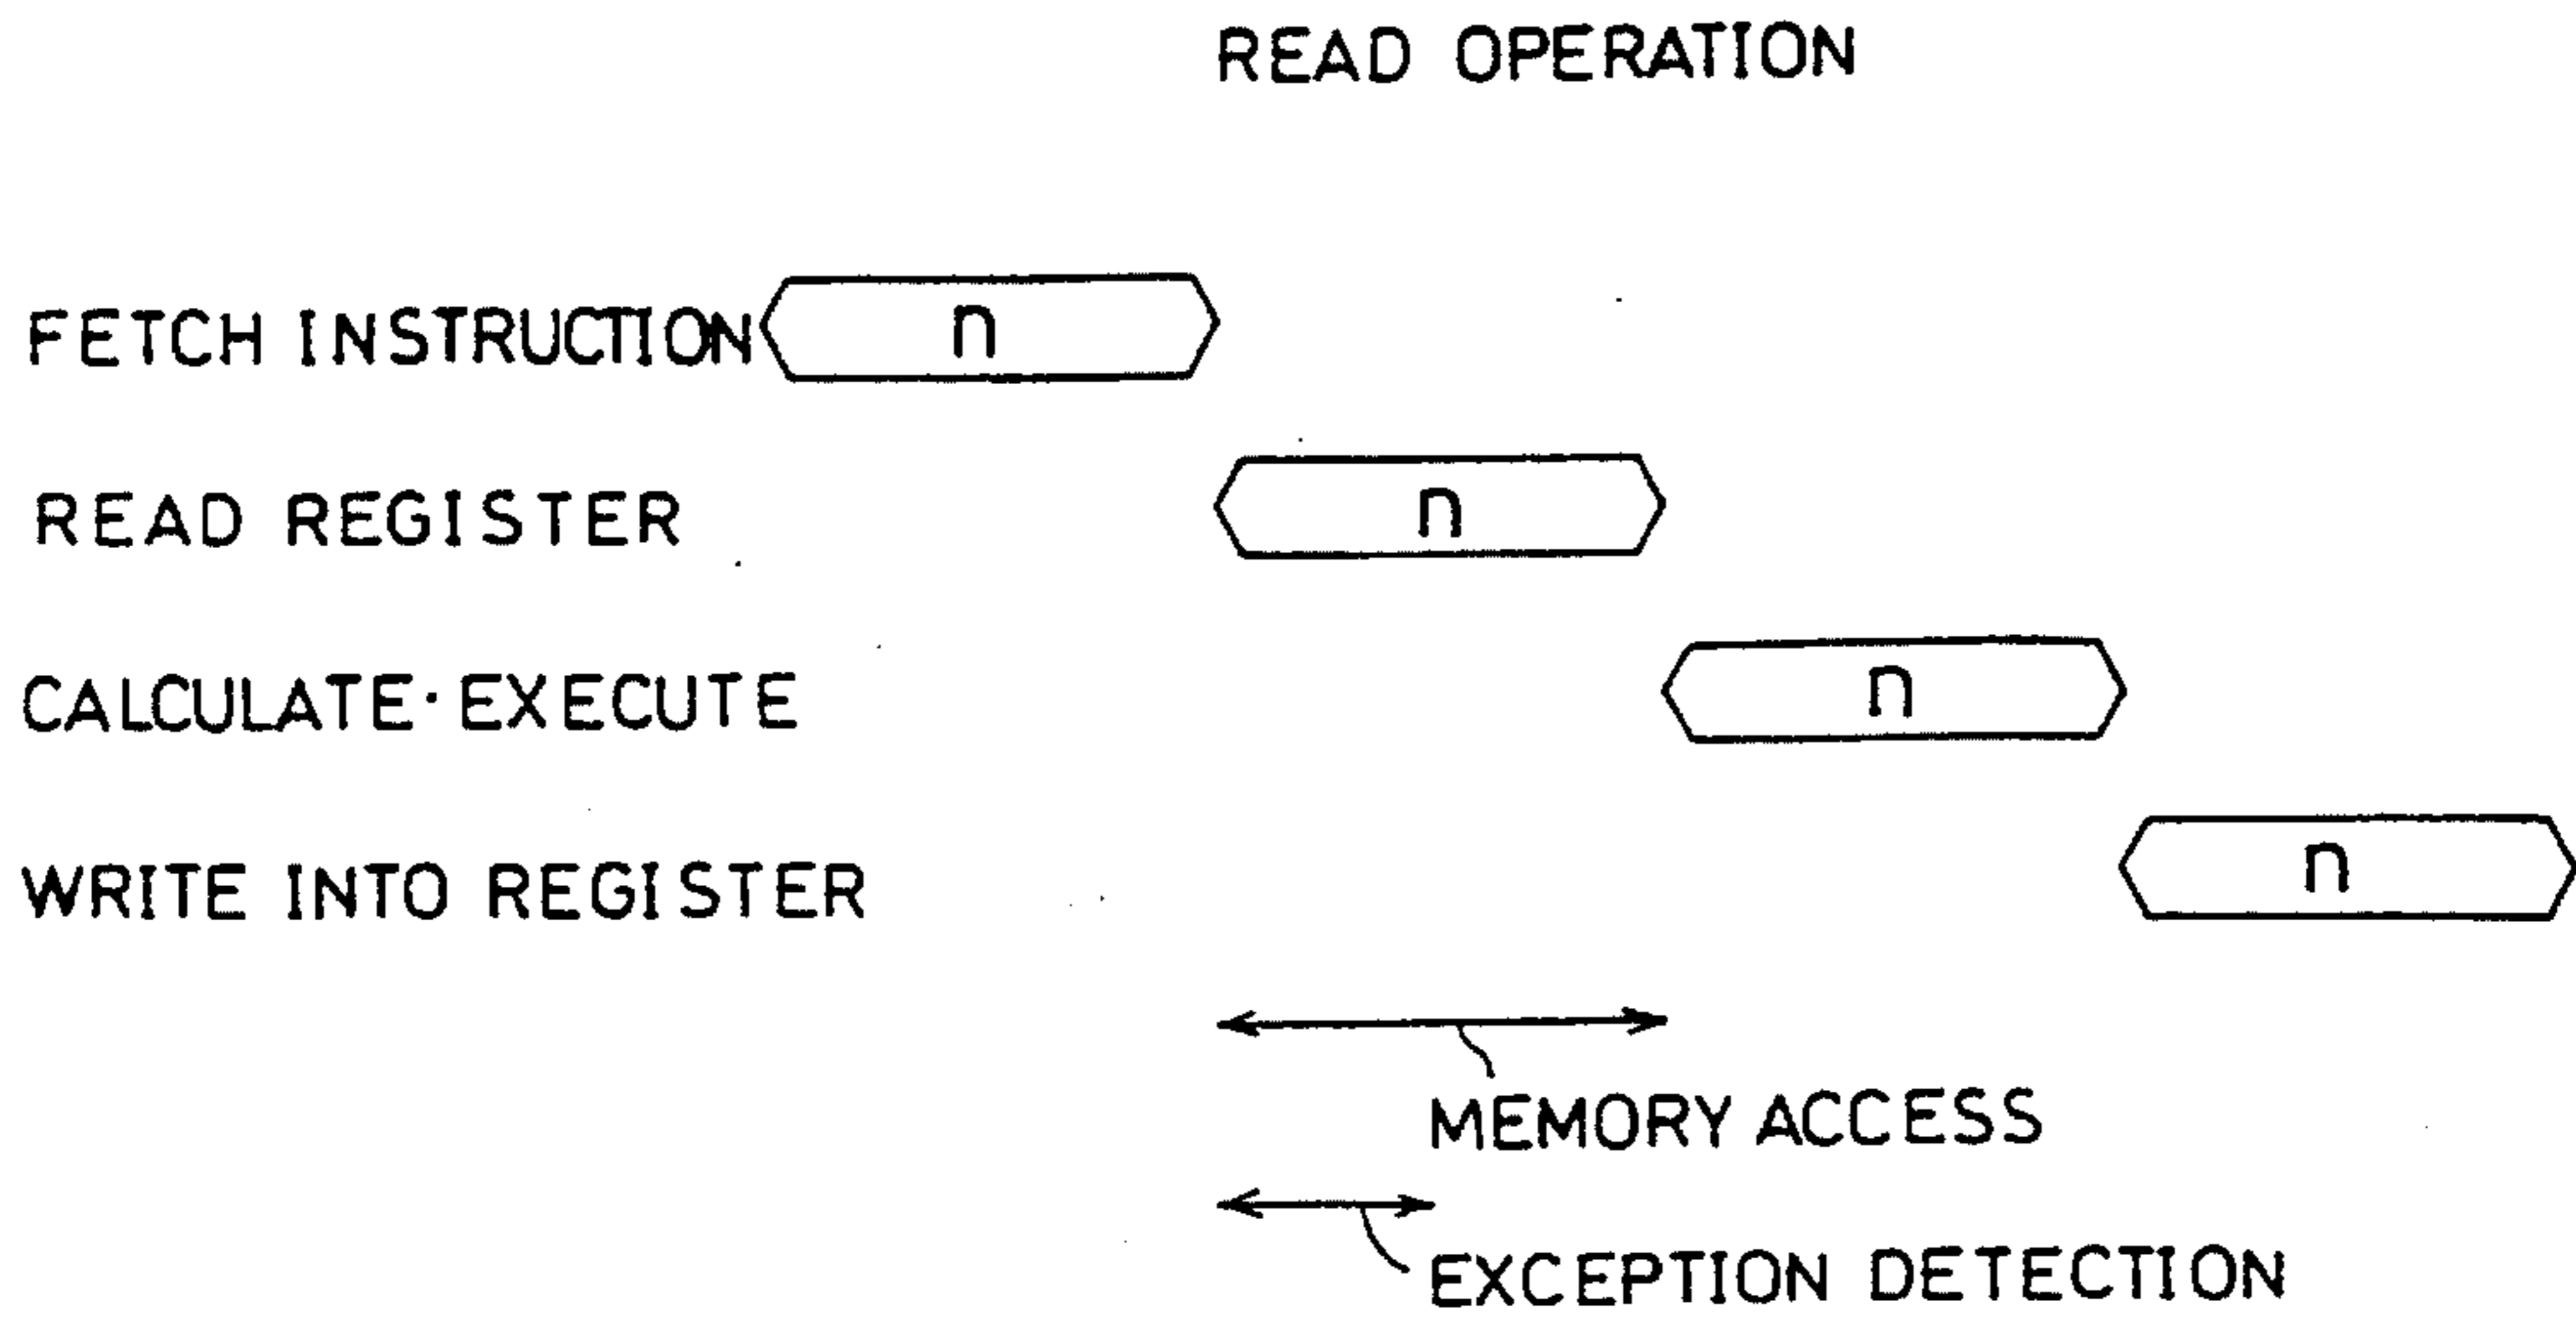 READ OPERATION
FETCH INSTRUCTION n
READ REGISTER n
CALCULATE·EXECUTE n
WRITE INTO REGISTER n
MEMORY ACCESS
EXCEPTION DETECTION